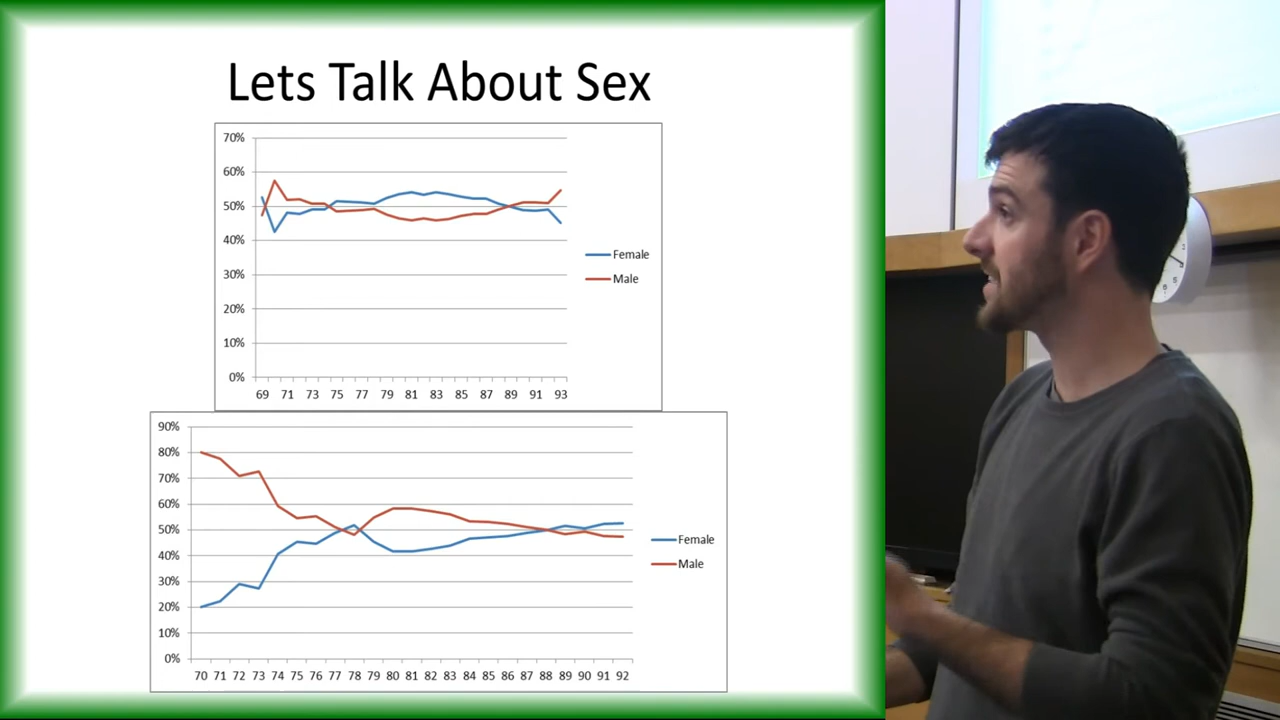 Lets Talk About Sex
70%
60%
50%
40%
30%
20%
10%
0%
69 71 73 75 77 79 81 83 85 87 89 91 93
Female
Male
90%
80%
70%
60%
50%
40%
30%
20%
10%
0%
70 71 72 73 74 75 76 77 78 79 80 81 82 83 84 85 86 87 88 89 90 91 92
Female
Male